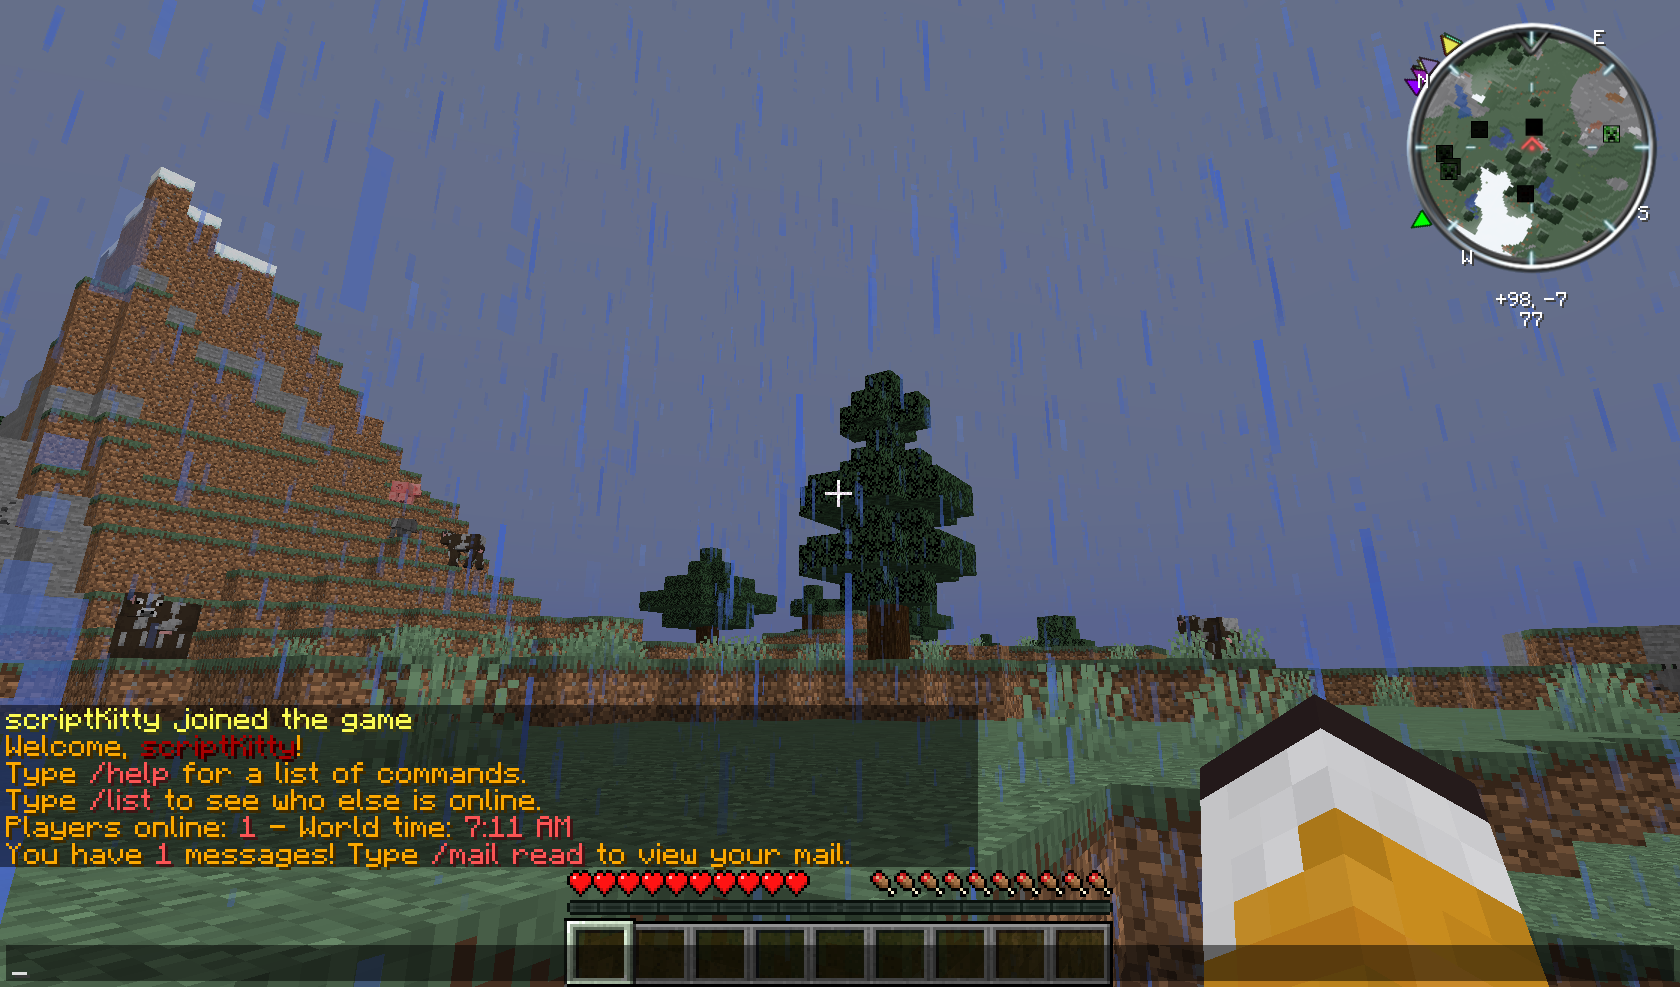 E
N
S
W
+98, -7
77
scriptKitty joined the game
Welcome, scriptKitty!
Type /help for a list of commands.
Type /list to see who else is online.
Players online: 1 - World time: 7:11 AM
You have 1 messages! Type /mail read to view your mail.
_